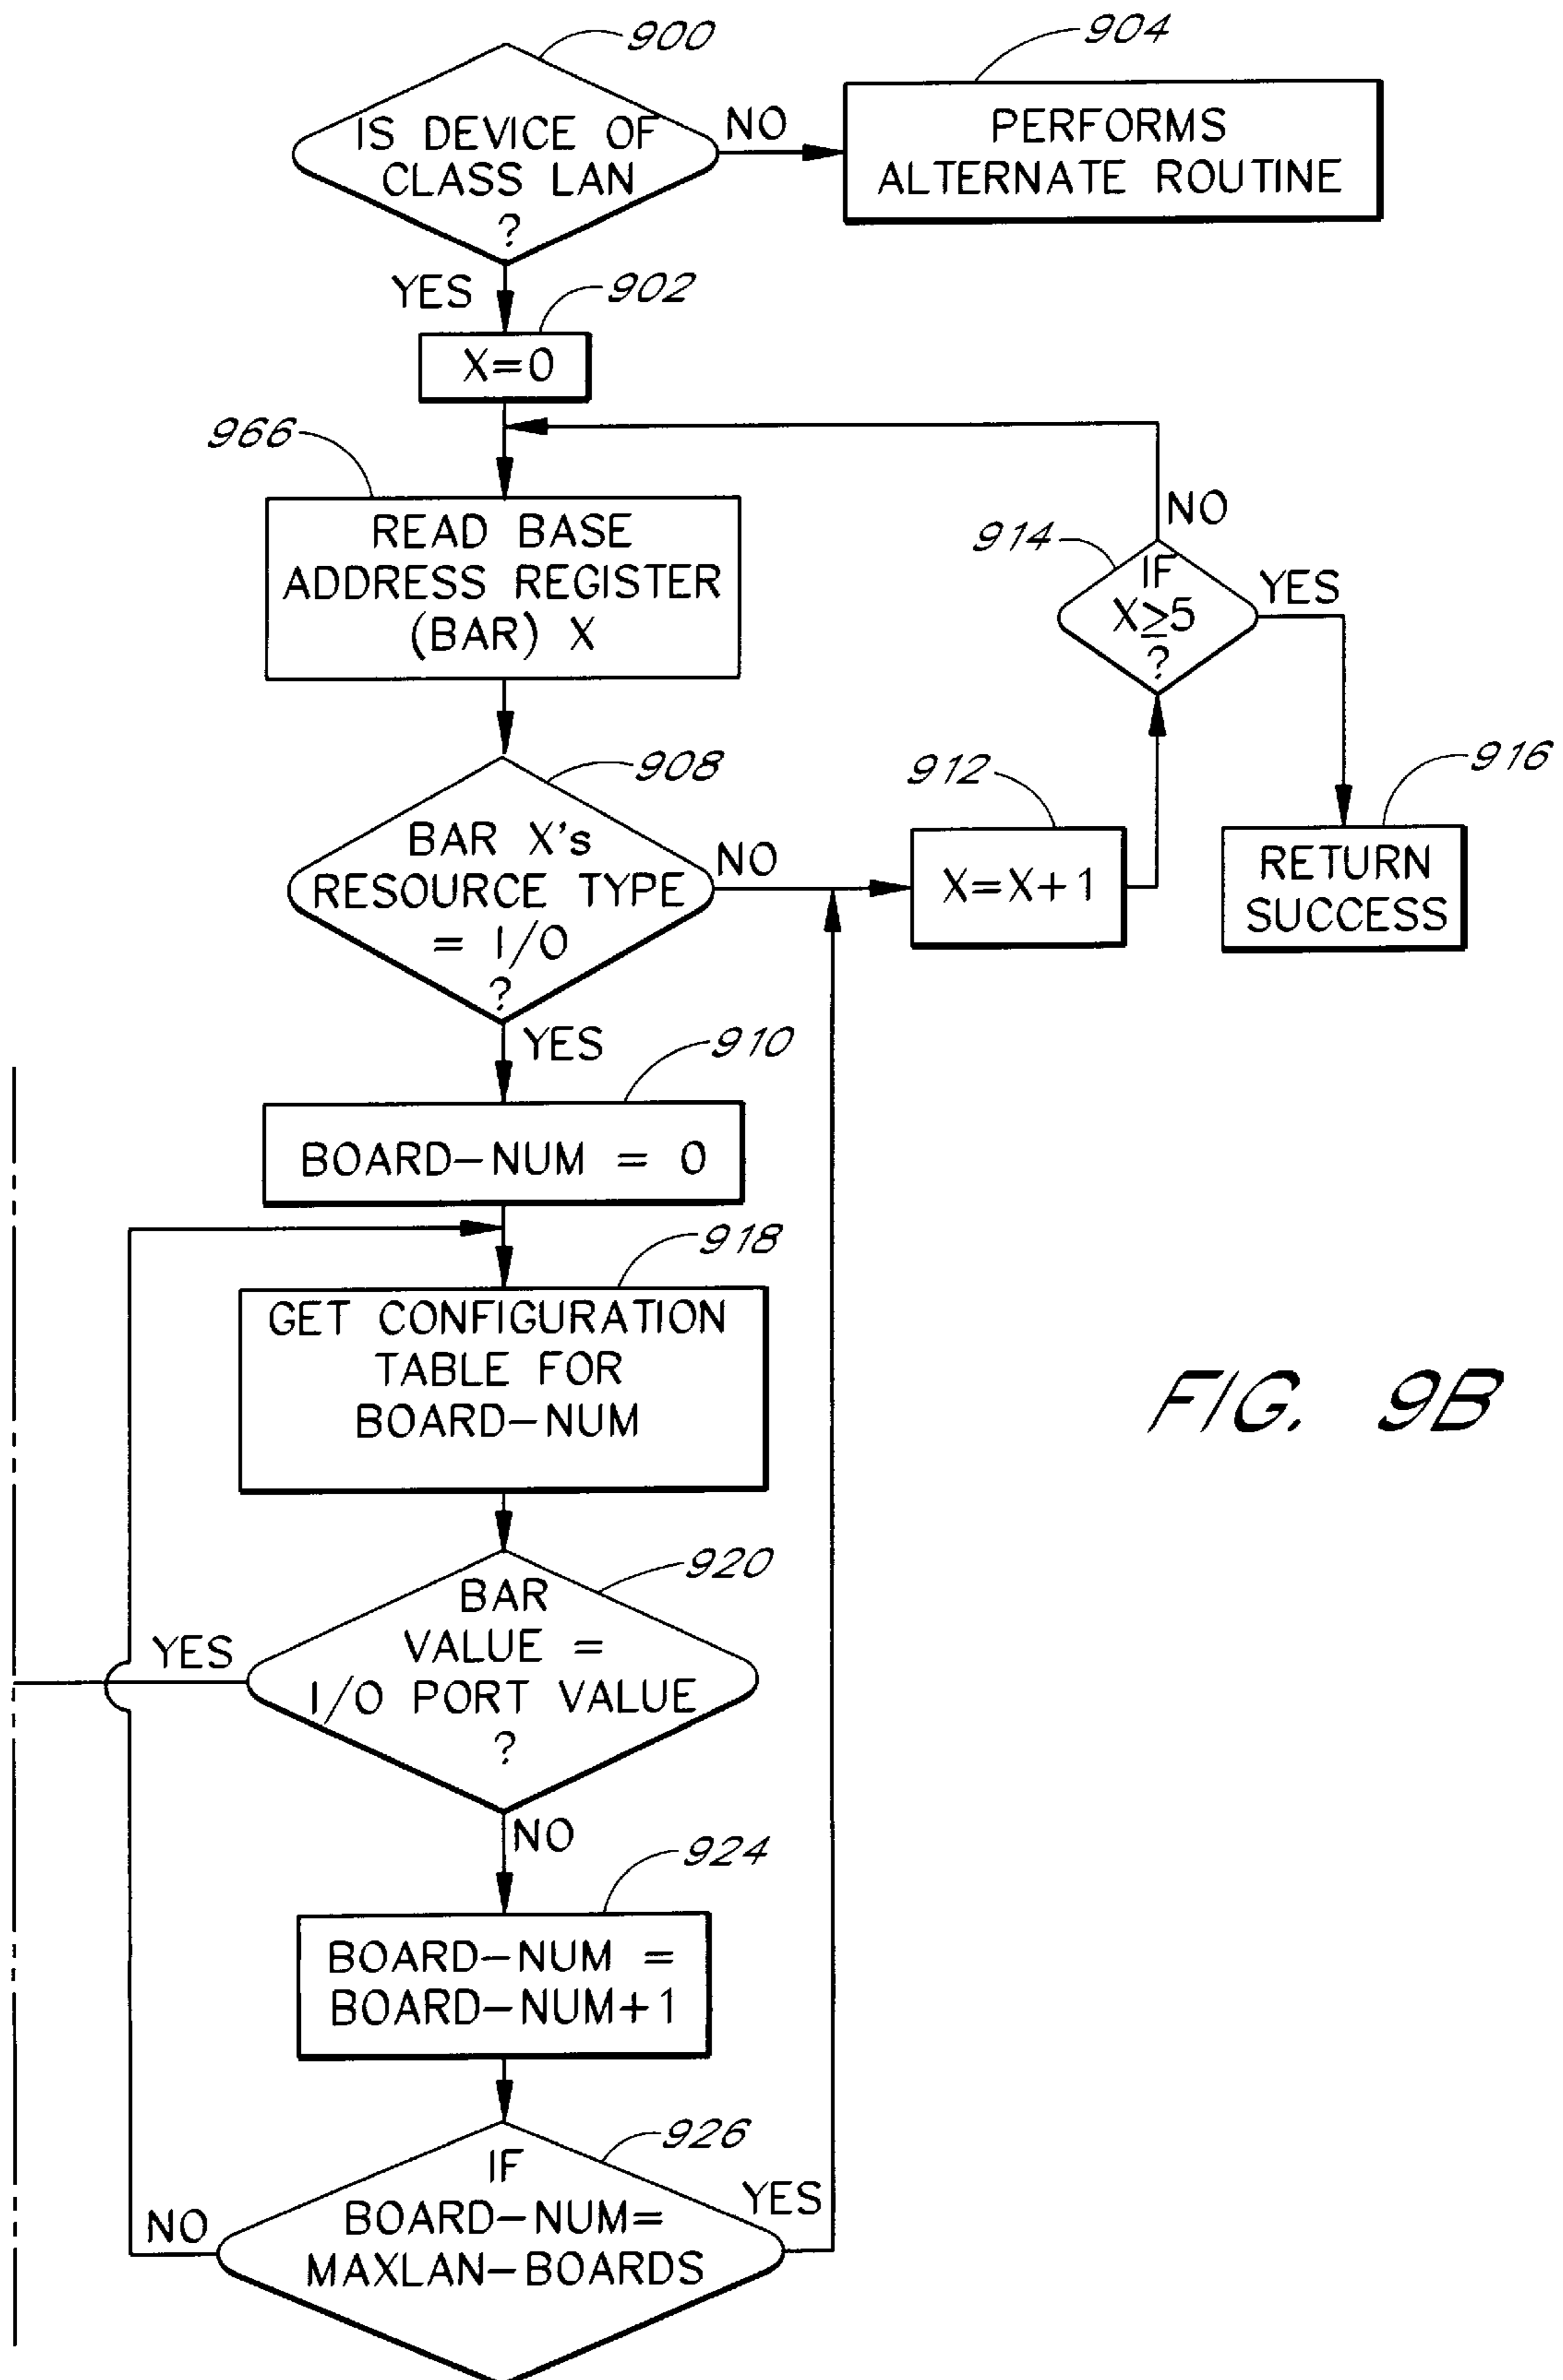 900
IS DEVICE OF
CLASS LAN
?
NO
904
PERFORMS
ALTERNATE ROUTINE
YES
902
X=0
966
READ BASE
ADDRESS REGISTER
(BAR) X
NO
914
IF
X≥5
?
YES
908
BAR X's
RESOURCE TYPE
= I/O
?
NO
912
X=X+1
916
RETURN
SUCCESS
YES
910
BOARD-NUM = 0
918
GET CONFIGURATION
TABLE FOR
BOARD-NUM
FIG. 9B
920
BAR
VALUE =
I/O PORT VALUE
?
YES
NO
924
BOARD-NUM =
BOARD-NUM+1
926
IF
BOARD-NUM=
MAXLAN-BOARDS
NO
YES